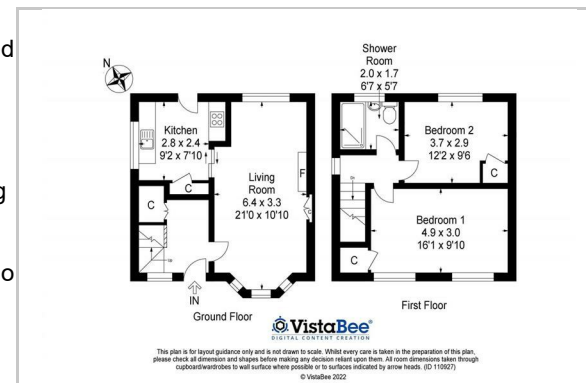 d
g
o
N
Kitchen
2.8 x 2.4
9'2 x 7'10
C
C
Living
Room
6.4 x 3.3
21'0 x 10'10
F
IN
Ground Floor
Shower
Room
2.0 x 1.7
6'7 x 5'7
Bedroom 2
3.7 x 2.9
12'2 x 9'6
C
Bedroom 1
4.9 x 3.0
16'1 x 9'10
C
First Floor
VistaBee®
DIGITAL CONTENT CREATION
This plan is for layout guidance only and is not drawn to scale. Whilst every care is taken in the preparation of this plan,
please check all dimension and shapes before making any decision reliant upon them. All room dimensions taken through
cupboard/wardrobes to wall surface where possible or to surfaces indicated by arrow heads. (ID 110927)
© VistaBee 2022